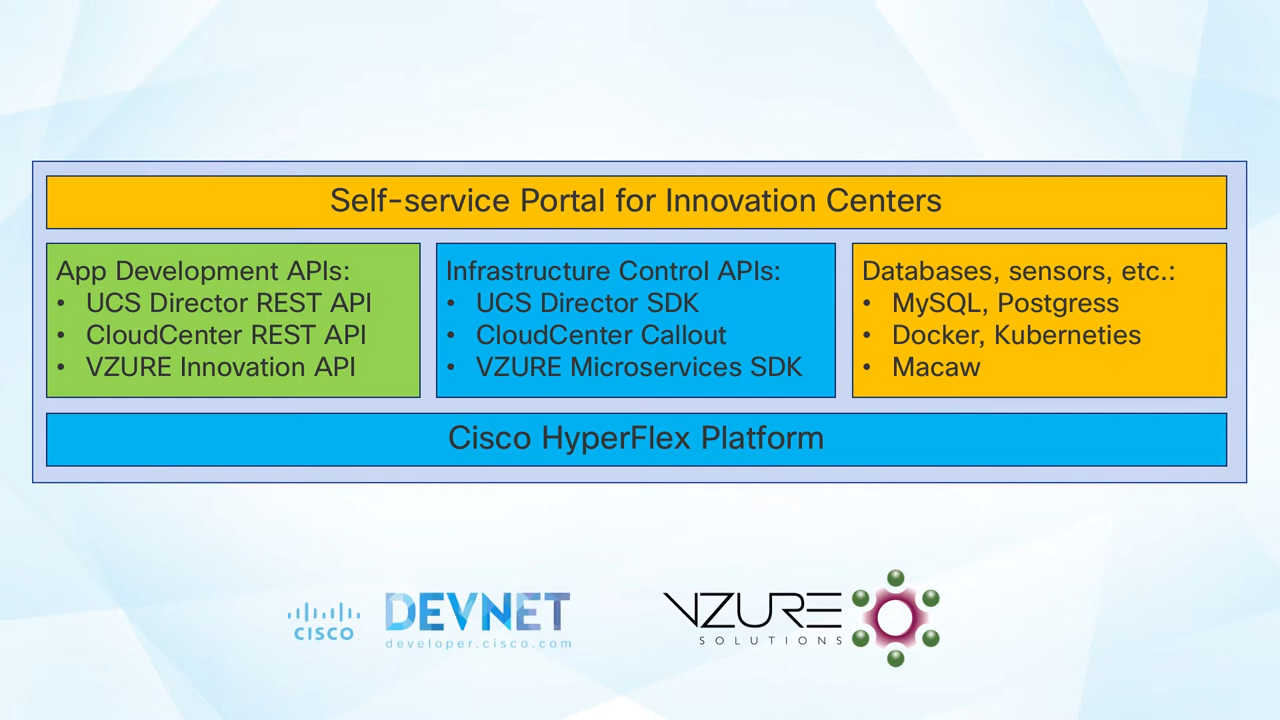 Self-service Portal for Innovation Centers
App Development APIs:
• UCS Director REST API
• CloudCenter REST API
• VZURE Innovation API
Infrastructure Control APIs:
• UCS Director SDK
• CloudCenter Callout
• VZURE Microservices SDK
Databases, sensors, etc.:
• MySQL, Postgress
• Docker, Kuberneties
• Macaw
Cisco HyperFlex Platform
CISCO
DEVNET
developer.cisco.com
VZURE
SOLUTIONS